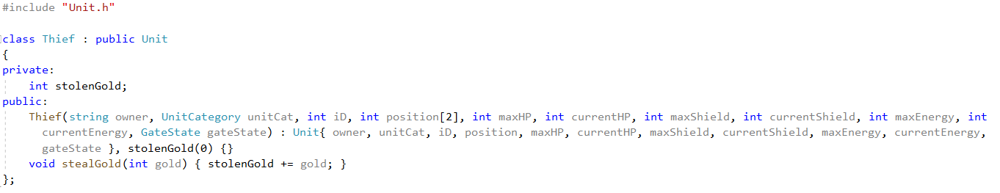 #include "Unit.h"
class Thief : public Unit
{
private:
int stolenGold;
public:
Thief(string owner, UnitCategory unitCat, int iD, int position[2], int maxHP, int currentHP, int maxShield, int currentShield, int maxEnergy, int
currentEnergy, GateState gateState) : Unit{ owner, unitCat, iD, position, maxHP, currentHP, maxShield, currentShield, maxEnergy, currentEnergy,
gateState }, stolenGold(0) {}
void stealGold(int gold) { stolenGold += gold; }
};